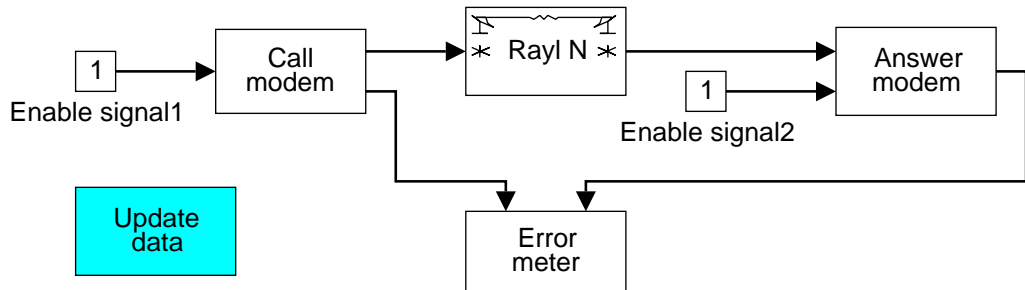 1
Enable signal1
Call
modem
Rayl N
1
Enable signal2
Answer
modem
Update
data
Error
meter